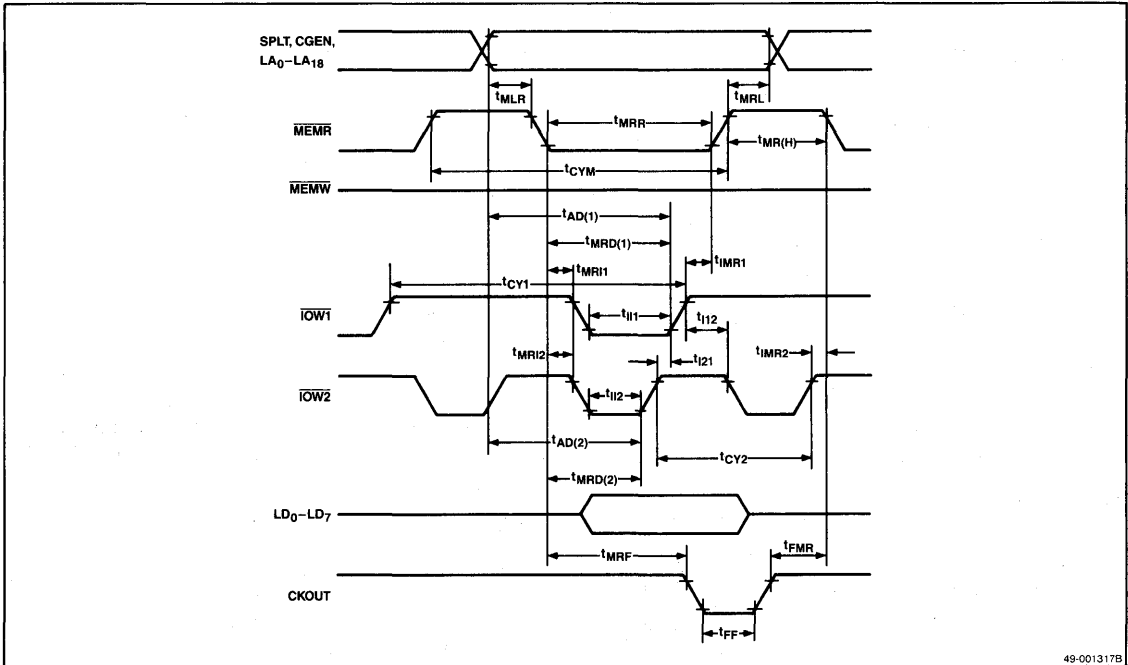 SPLT, CGEN,
LA0–LA18
tMLR
tMRL
MEMR
tMRR
tMR(H)
tCYM
MEMW
tAD(1)
tMRD(1)
tMRI1
tIMR1
tCY1
IOW1
tII1
tI12
tMRI2
tI21
tIMR2
IOW2
tII2
tAD(2)
tCY2
tMRD(2)
LD0–LD7
tMRF
tFMR
CKOUT
tFF
49-001317B